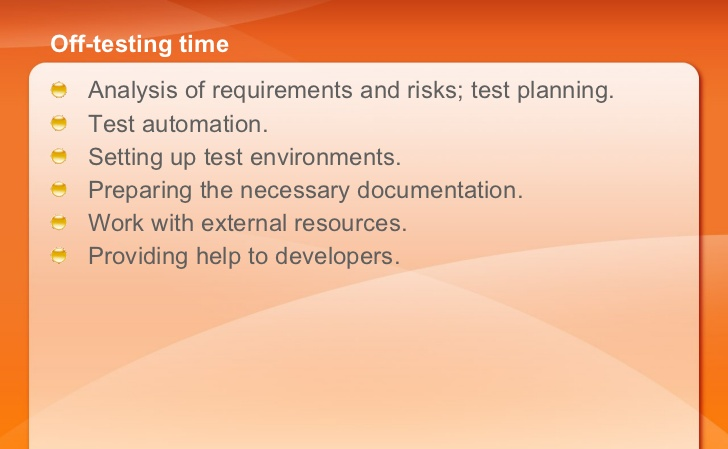 Off-testing time
Analysis of requirements and risks; test planning.
Test automation.
Setting up test environments.
Preparing the necessary documentation.
Work with external resources.
Providing help to developers.